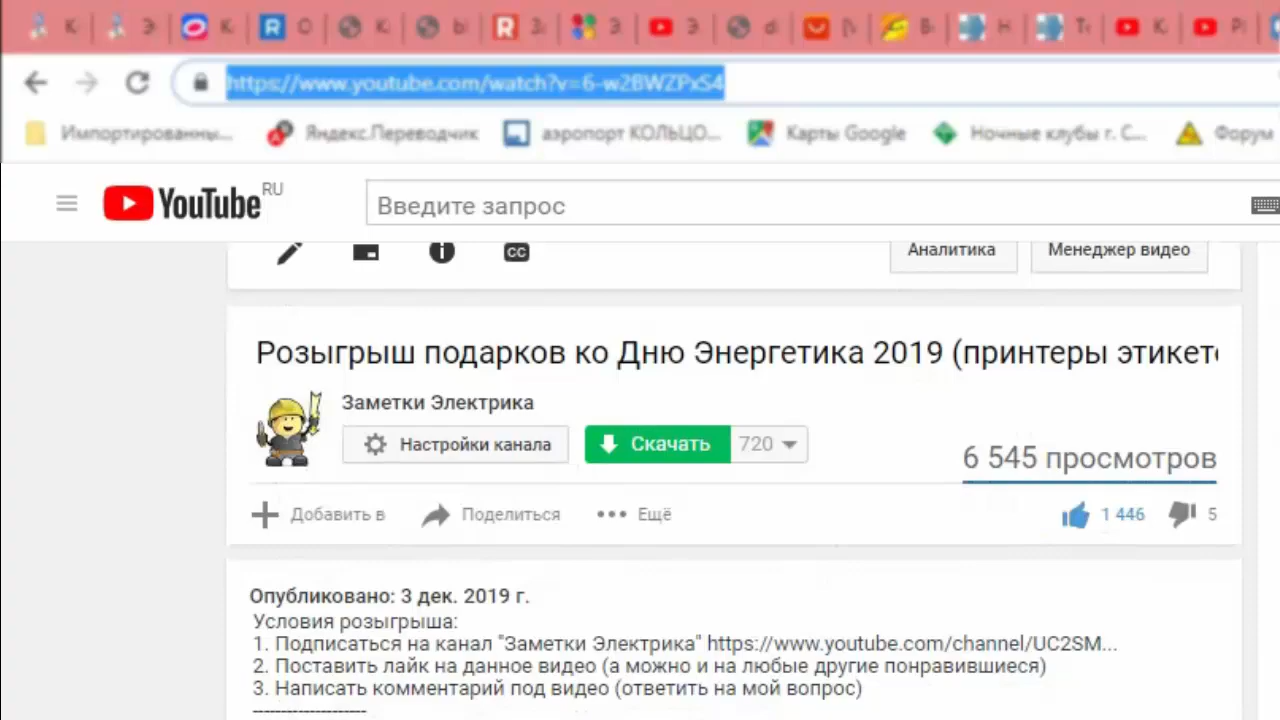 https://www.youtube.com/watch?v=6-w2BWZPxS4
Импортированны... Яндекс.Переводчик аэропорт КОЛЬЦО... Карты Google Ночные клубы г. С... Форум
YouTube RU
Введите запрос
CC
Аналитика Менеджер видео
Розыгрыш подарков ко Дню Энергетика 2019 (принтеры этикето
Заметки Электрика
Настройки канала Скачать 720
6 545 просмотров
Добавить в Поделиться Ещё 1 446 5
Опубликовано: 3 дек. 2019 г.
Условия розыгрыша:
1. Подписаться на канал "Заметки Электрика" https://www.youtube.com/channel/UC2SM...
2. Поставить лайк на данное видео (а можно и на любые другие понравившиеся)
3. Написать комментарий под видео (ответить на мой вопрос)
--------------------